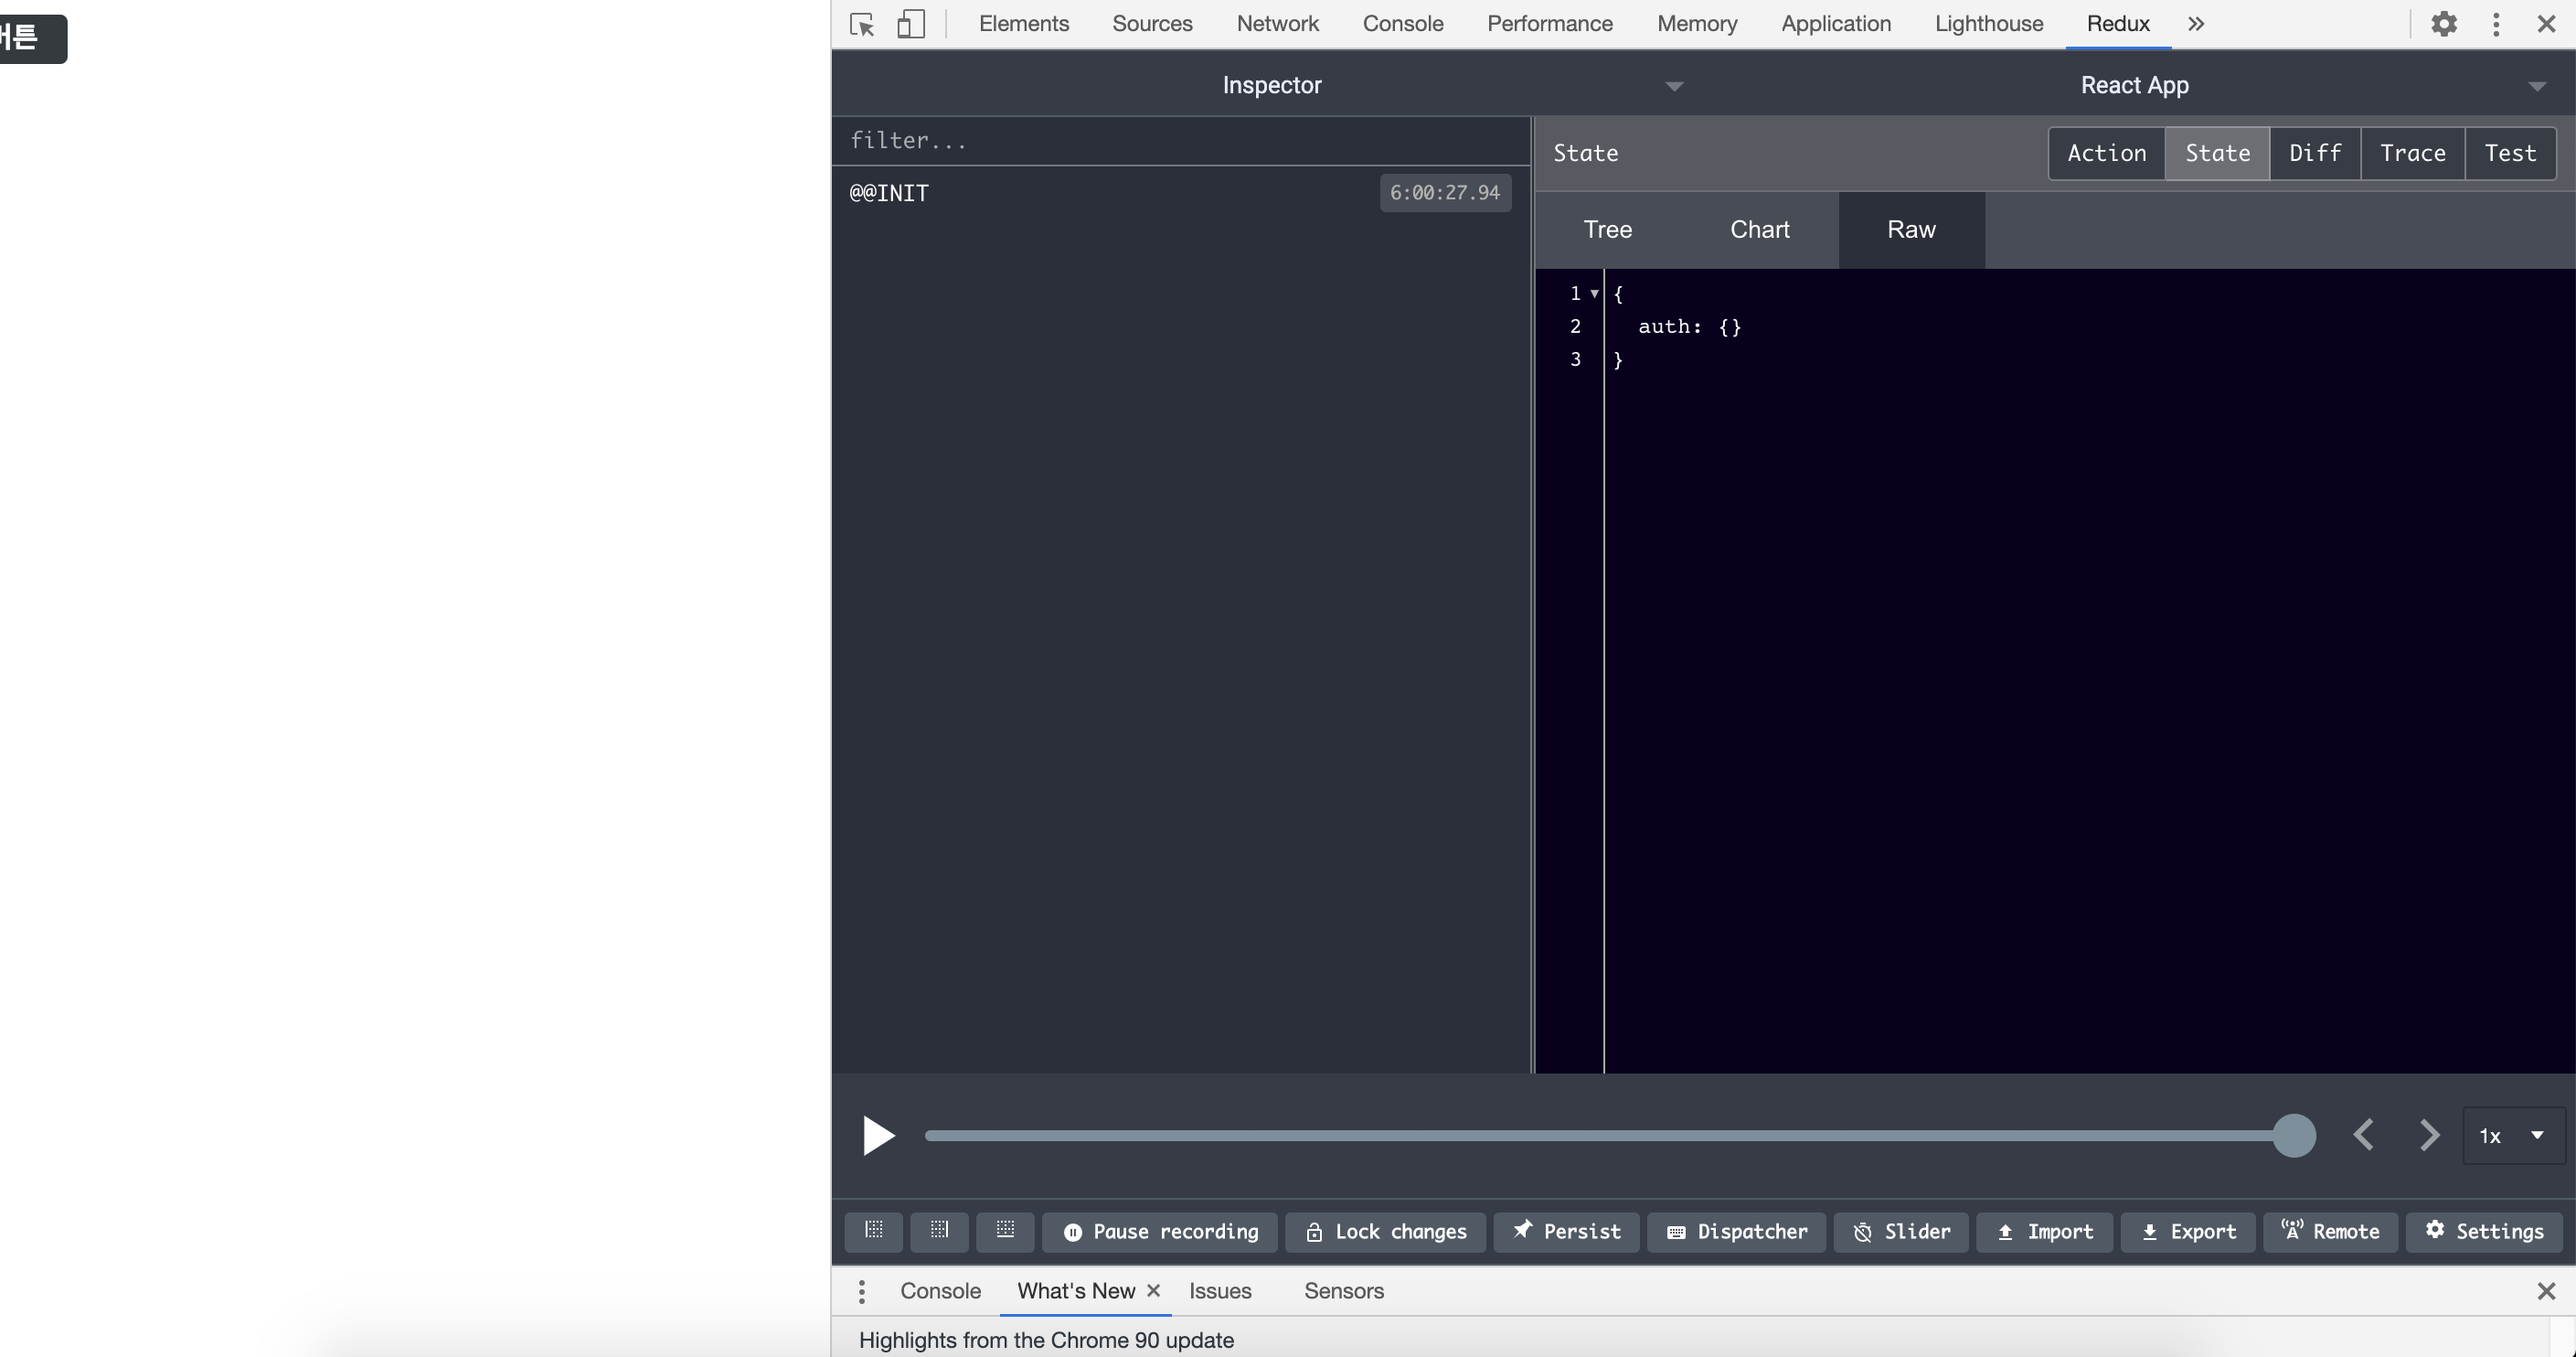 버튼
Elements Sources Network Console Performance Memory Application Lighthouse Redux »
Inspector React App
filter...
State Action State Diff Trace Test
@@INIT 6:00:27.94
Tree Chart Raw
1 {
2 auth: {}
3 }
1x
Pause recording Lock changes Persist Dispatcher Slider Import Export Remote Settings
Console What's New × Issues Sensors
Highlights from the Chrome 90 update